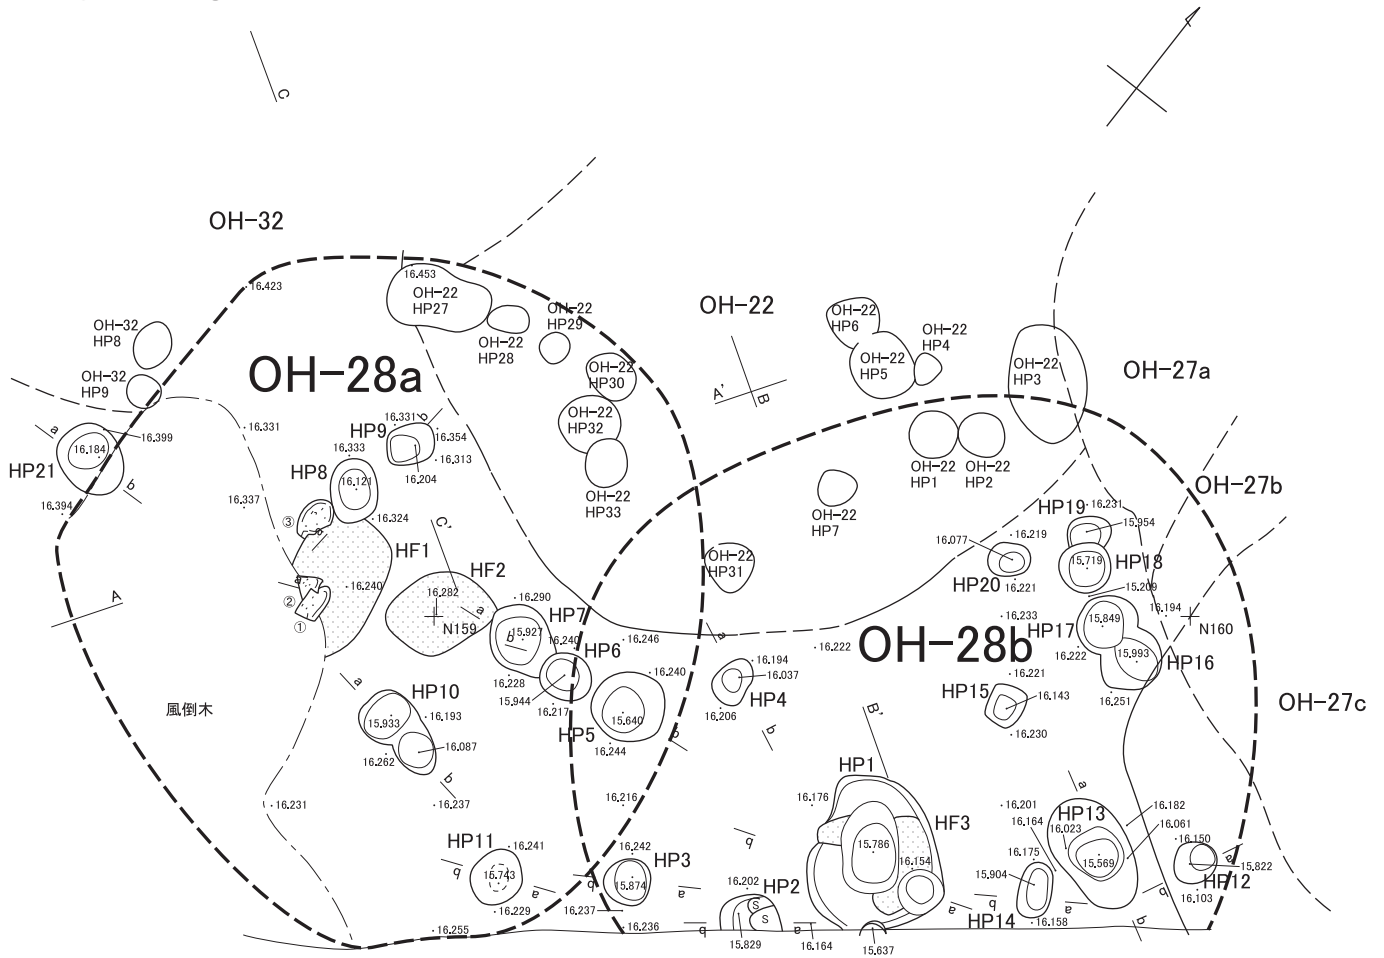 C
OH-32
16.453
OH-22
HP27
16.423
OH-22
HP29
OH-22
HP28
OH-22
OH-22
HP6
OH-22
HP4
OH-22
HP5
OH-32
HP8
OH-32
HP9
OH-28a
OH-22
HP30
A'
B
OH-22
HP3
OH-27a
OH-22
HP32
16.331
b
HP9
16.354
16.313
16.204
16.331
a
16.399
16.184
HP21
b
16.394
16.333
HP8
16.121
16.337
16.324
③
a
OH-22
HP33
OH-22
HP1
OH-22
HP2
OH-22
HP7
OH-27b
HP19
16.231
15.954
16.219
16.077
15.719
HP18
HP20
16.221
15.209
C'
HF1
HF2
OH-22
HP31
16.240
16.282
a
N159
a
②
①
A
16.290
HP7
15.927
b
16.240
HP6
16.246
16.228
15.944
16.217
16.240
15.640
HP5
16.244
b
a
16.194
16.037
HP4
16.206
b
16.222
OH-28b
16.233
HP17
15.849
16.194
N160
16.222
15.993
HP16
16.221
16.251
HP15
16.143
16.230
OH-27c
風倒木
a
HP10
15.933
16.193
16.087
16.262
b
16.237
16.231
B'
HP1
16.176
16.216
HF3
15.786
16.154
a
16.201
HP13
16.182
16.164
16.023
16.061
16.175
15.569
16.150
a
15.822
HP12
16.103
b
15.904
HP14
16.158
b
a
b
HP11
16.241
b
15.743
a
16.229
16.242
HP3
b
15.874
a
16.237
16.236
16.255
b
16.202
HP2
S
S
b
a
15.829
16.164
15.637